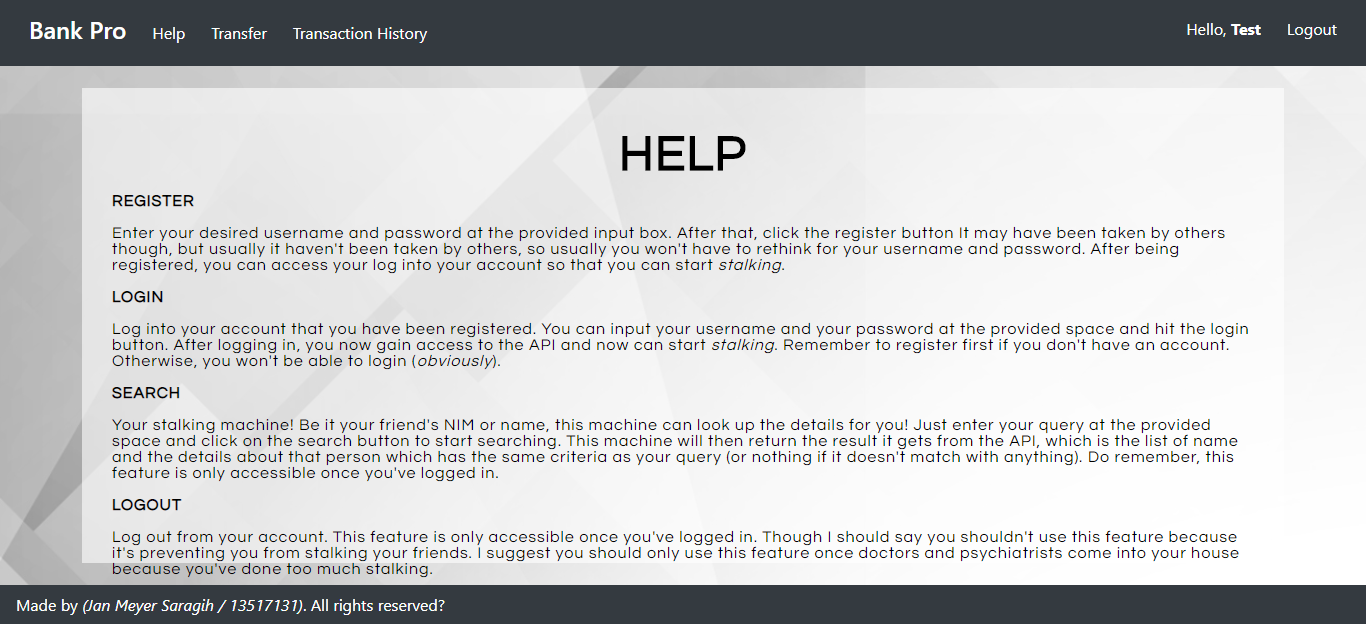 Bank Pro Help Transfer Transaction History Hello, Test Logout
HELP
REGISTER
Enter your desired username and password at the provided input box. After that, click the register button It may have been taken by others
though, but usually it haven't been taken by others, so usually you won't have to rethink for your username and password. After being
registered, you can access your log into your account so that you can start stalking.
LOGIN
Log into your account that you have been registered. You can input your username and your password at the provided space and hit the login
button. After logging in, you now gain access to the API and now can start stalking. Remember to register first if you don't have an account.
Otherwise, you won't be able to login (obviously).
SEARCH
Your stalking machine! Be it your friend's NIM or name, this machine can look up the details for you! Just enter your query at the provided
space and click on the search button to start searching. This machine will then return the result it gets from the API, which is the list of name
and the details about that person which has the same criteria as your query (or nothing if it doesn't match with anything). Do remember, this
feature is only accessible once you've logged in.
LOGOUT
Log out from your account. This feature is only accessible once you've logged in. Though I should say you shouldn't use this feature because
it's preventing you from stalking your friends. I suggest you should only use this feature once doctors and psychiatrists come into your house
because you've done too much stalking.
Made by (Jan Meyer Saragih / 13517131). All rights reserved?